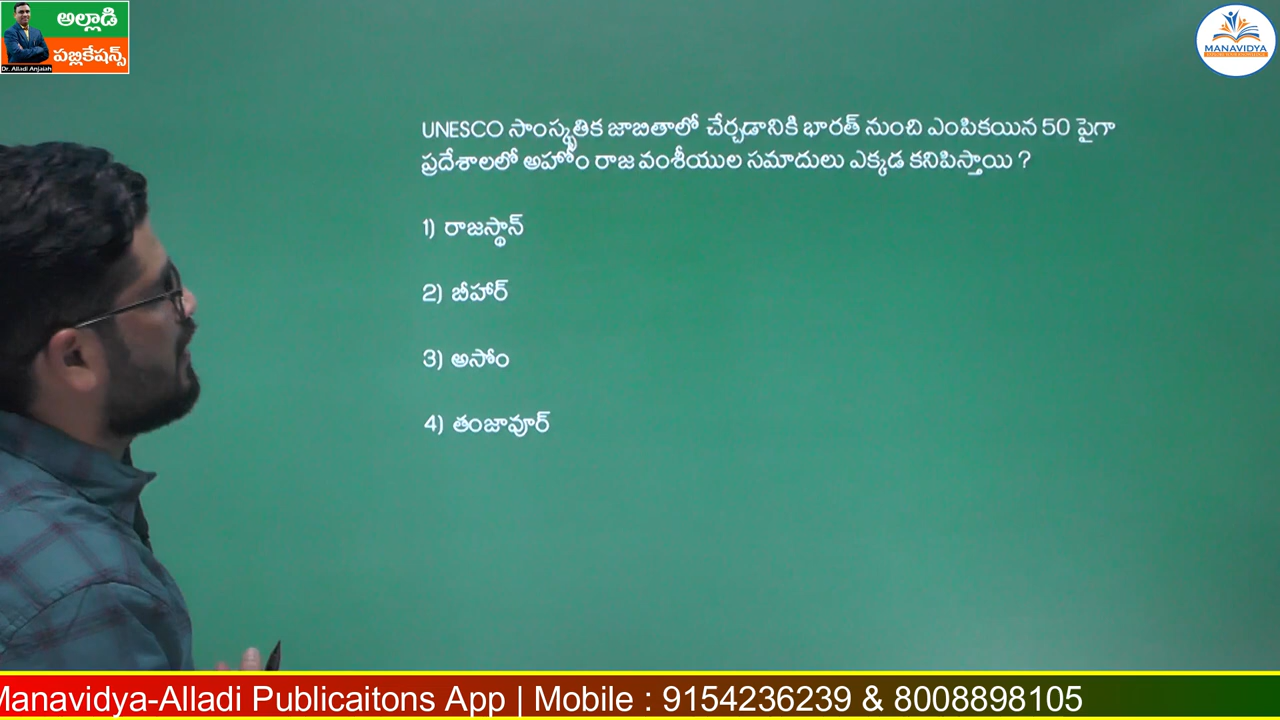 అల్లాడి
పబ్లికేషన్స్
Dr. Alladi Anjaiah
MANAVIDYA
UNESCO సాంస్కృతిక జాబితాలో చేర్చడానికి భారత్ నుంచి ఎంపికయిన 50 పైగా
ప్రదేశాలలో అహోం రాజ వంశీయుల సమాదులు ఎక్కడ కనిపిస్తాయి ?
1) రాజస్థాన్
2) బీహార్
3) అసోం
4) తంజావూర్
Manavidya-Alladi Publicaitons App | Mobile : 9154236239 & 8008898105